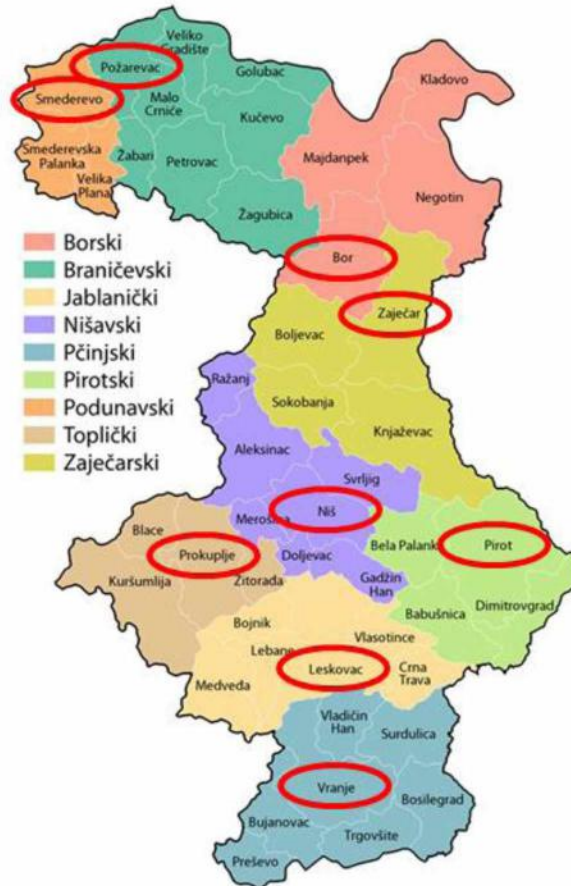 Veliko
Gradište
Požarevac
Golubac
Kladovo
Smederevo
Malo
Crniće
Kučevo
Majdanpek
Smederevska
Palanka
Žabari
Petrovac
Velika
Plana
Negotin
Žagubica
Bor
Zaječar
Borski
Braničevski
Jablanički
Nišavski
Pčinjski
Pirotski
Podunavski
Toplički
Zaječarski
Boljevac
Ražanj
Sokobanja
Knjaževac
Aleksinac
Svrljig
Niš
Merošina
Blace
Prokuplje
Doljevac
Bela Palank
Pirot
Kuršumlija
Žitorađa
Gadžin
Han
Babušnica
Dimitrovgrad
Bojnik
Vlasotince
Lebane
Leskovac
Crna
Trava
Medveđa
Vladičin
Han
Surdulica
Vranje
Bosilegrad
Bujanovac
Trgovšite
Preševo